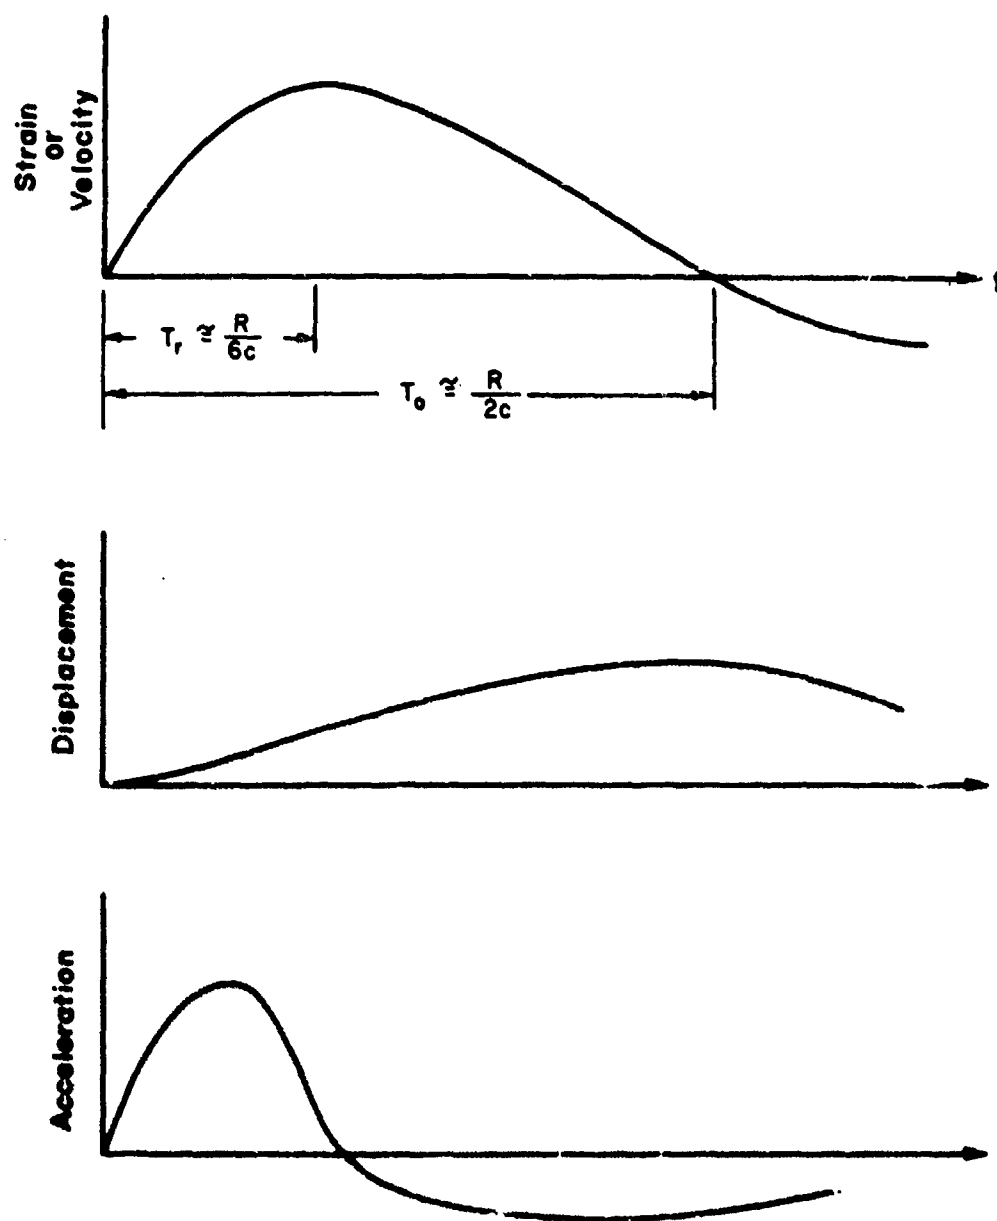 Strain
or
Velocity
t
T_r ≅ R/6c
T_o ≅ R/2c
Displacement
Acceleration